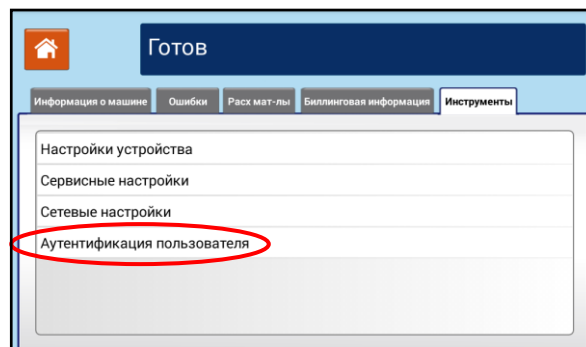 Готов
Информация о машине Ошибки Расх мат-лы Биллинговая информация Инструменты
Настройки устройства
Сервисные настройки
Сетевые настройки
Аутентификация пользователя